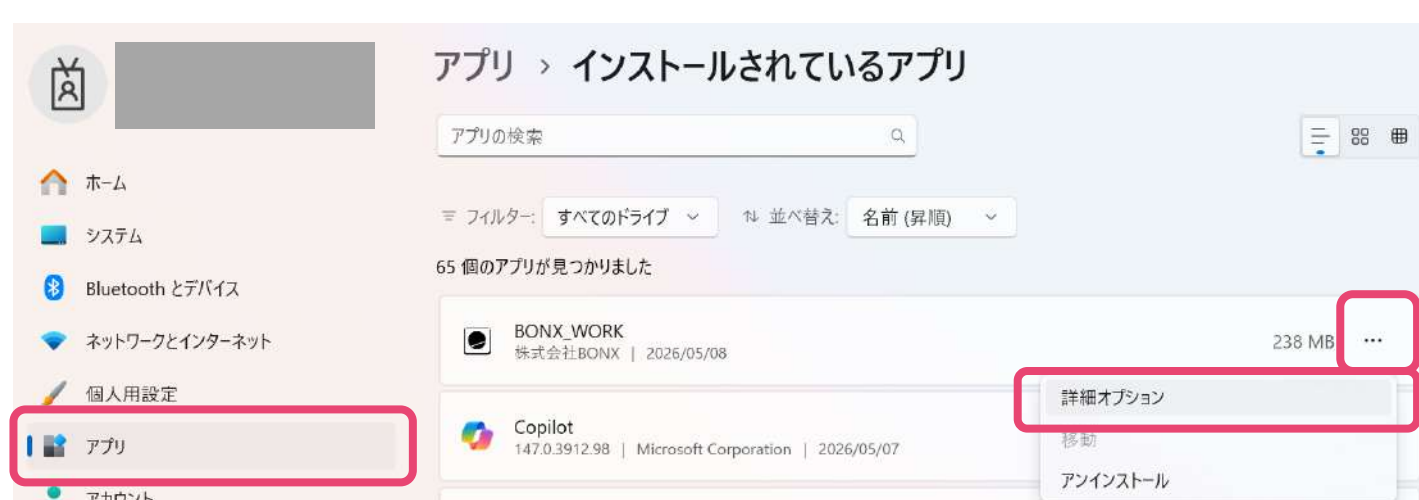 アプリ › インストールされているアプリ
アプリの検索
ホーム
システム
Bluetooth とデバイス
ネットワークとインターネット
個人用設定
アプリ
アカウント
フィルター: すべてのドライブ 並べ替え: 名前 (昇順)
65 個のアプリが見つかりました
BONX_WORK
株式会社BONX | 2026/05/08
238 MB
詳細オプション
移動
アンインストール
Copilot
147.0.3912.98 | Microsoft Corporation | 2026/05/07